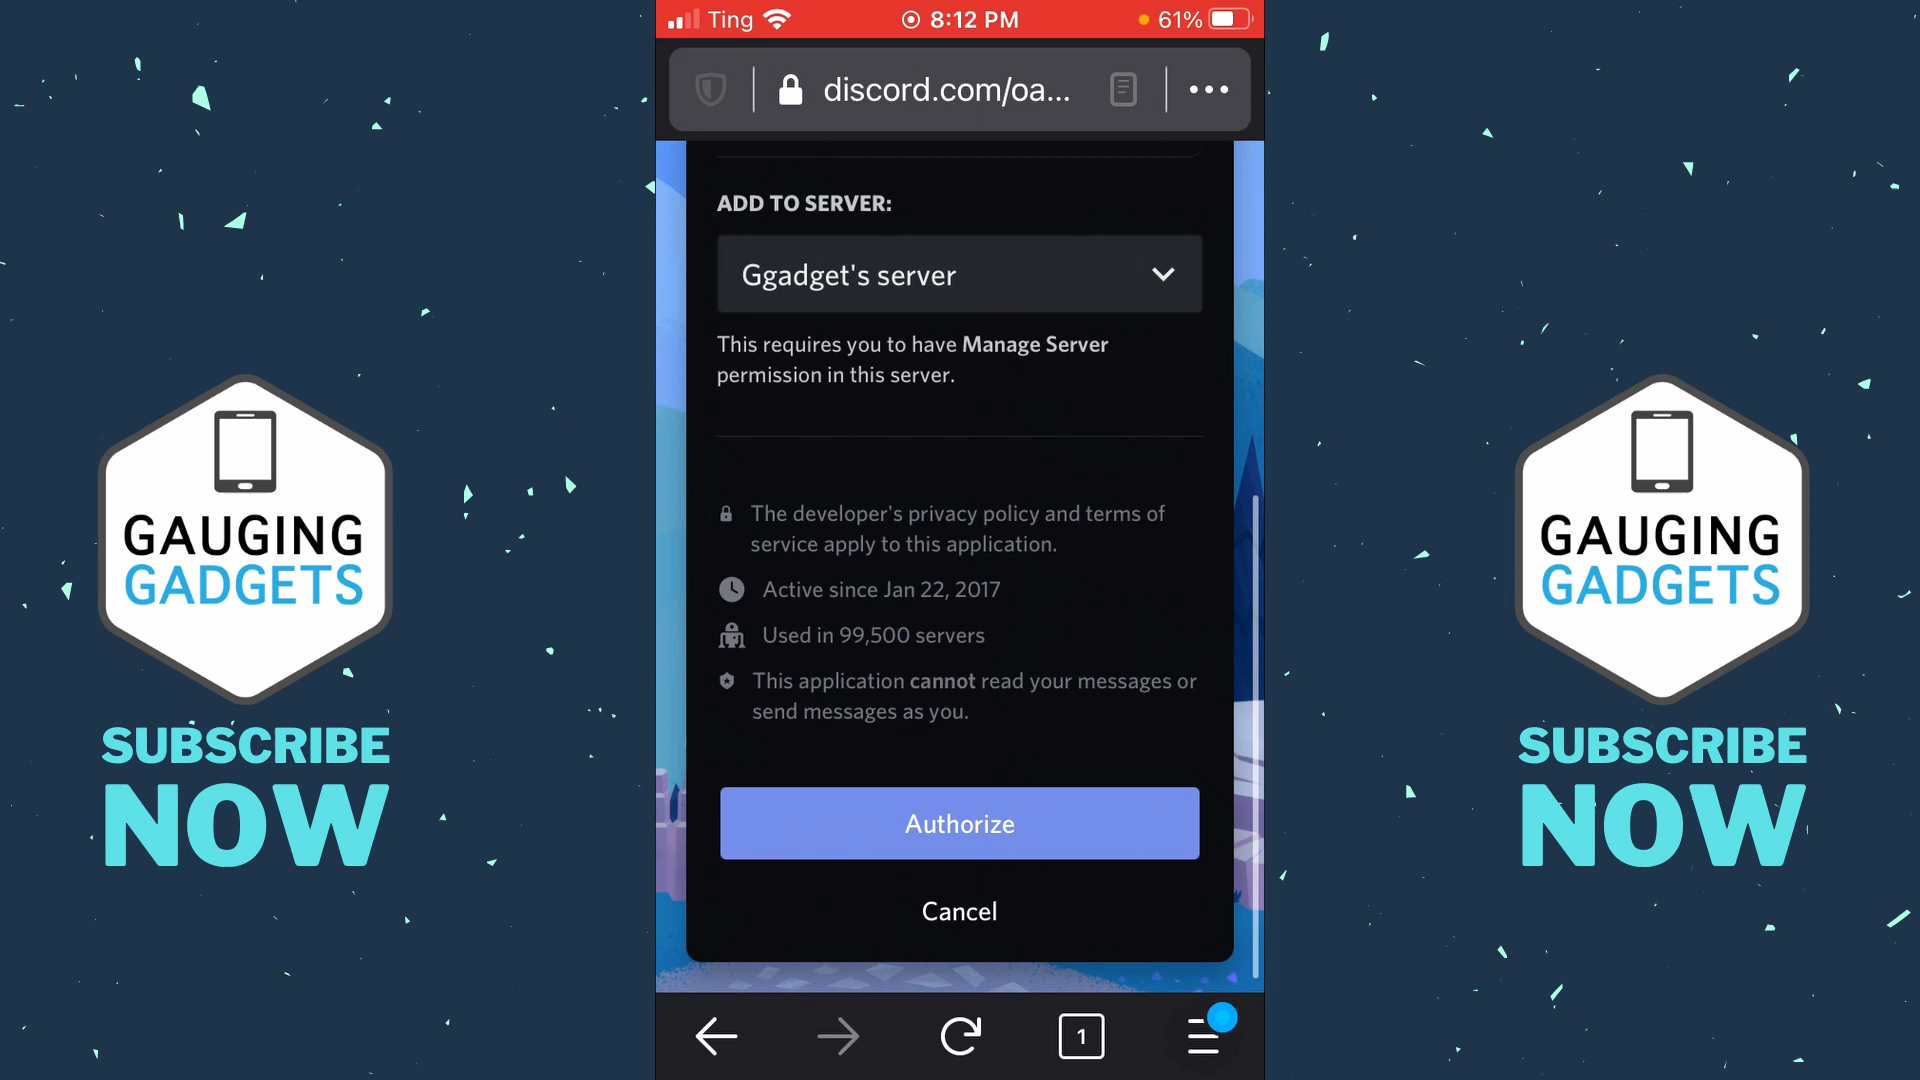 Ting
8:12 PM
61%
discord.com/oa...
ADD TO SERVER:
Ggadget's server
This requires you to have Manage Server
permission in this server.
The developer's privacy policy and terms of
service apply to this application.
Active since Jan 22, 2017
Used in 99,500 servers
This application cannot read your messages or
send messages as you.
Authorize
Cancel
1
GAUGING
GADGETS
SUBSCRIBE
NOW
GAUGING
GADGETS
SUBSCRIBE
NOW